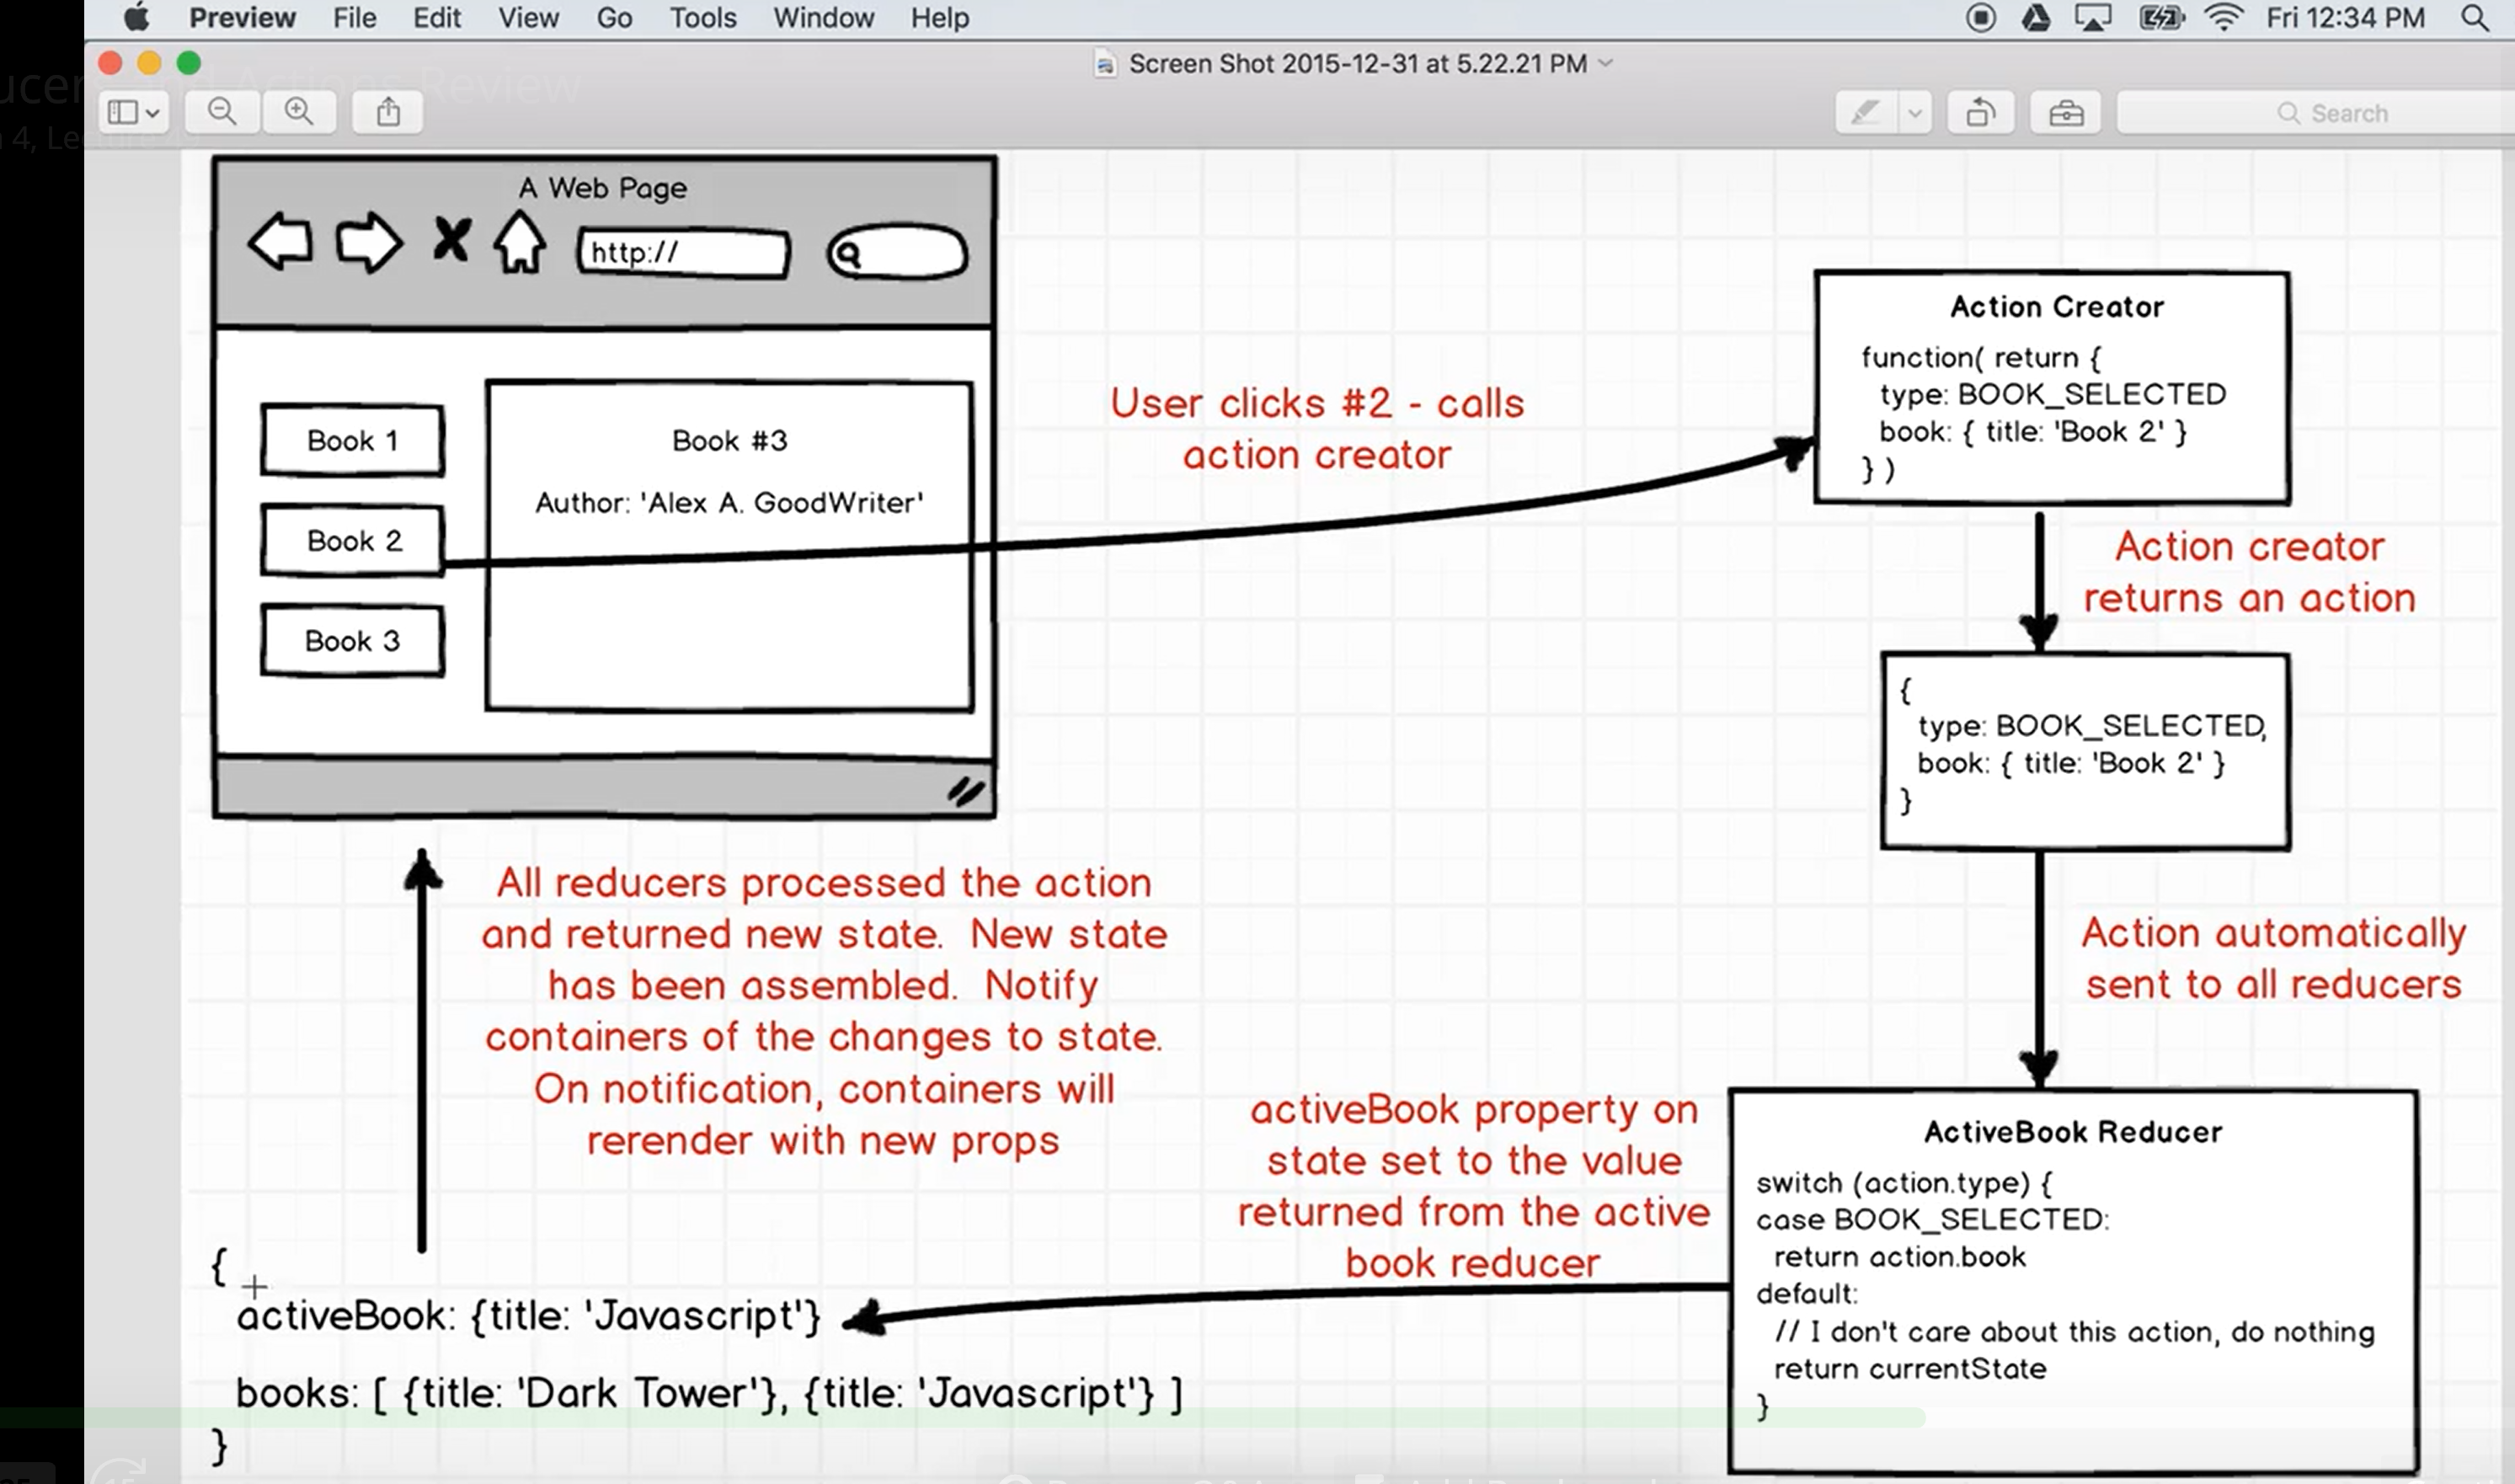 Preview File Edit View Go Tools Window Help
Fri 12:34 PM
Screen Shot 2015-12-31 at 5.22.21 PM
Actions Review
4,
Search
A Web Page
http://
Book 1
Book 2
Book 3
Book #3
Author: 'Alex A. GoodWriter'
User clicks #2 - calls
action creator
Action Creator
function( return {
type: BOOK_SELECTED
book: { title: 'Book 2' }
} )
Action creator
returns an action
{
type: BOOK_SELECTED,
book: { title: 'Book 2' }
}
Action automatically
sent to all reducers
ActiveBook Reducer
switch (action.type) {
case BOOK_SELECTED:
return action.book
default:
// I don't care about this action, do nothing
return currentState
}
activeBook property on
state set to the value
returned from the active
book reducer
All reducers processed the action
and returned new state. New state
has been assembled. Notify
containers of the changes to state.
On notification, containers will
rerender with new props
{
activeBook: {title: 'Javascript'}
books: [ {title: 'Dark Tower'}, {title: 'Javascript'} ]
}